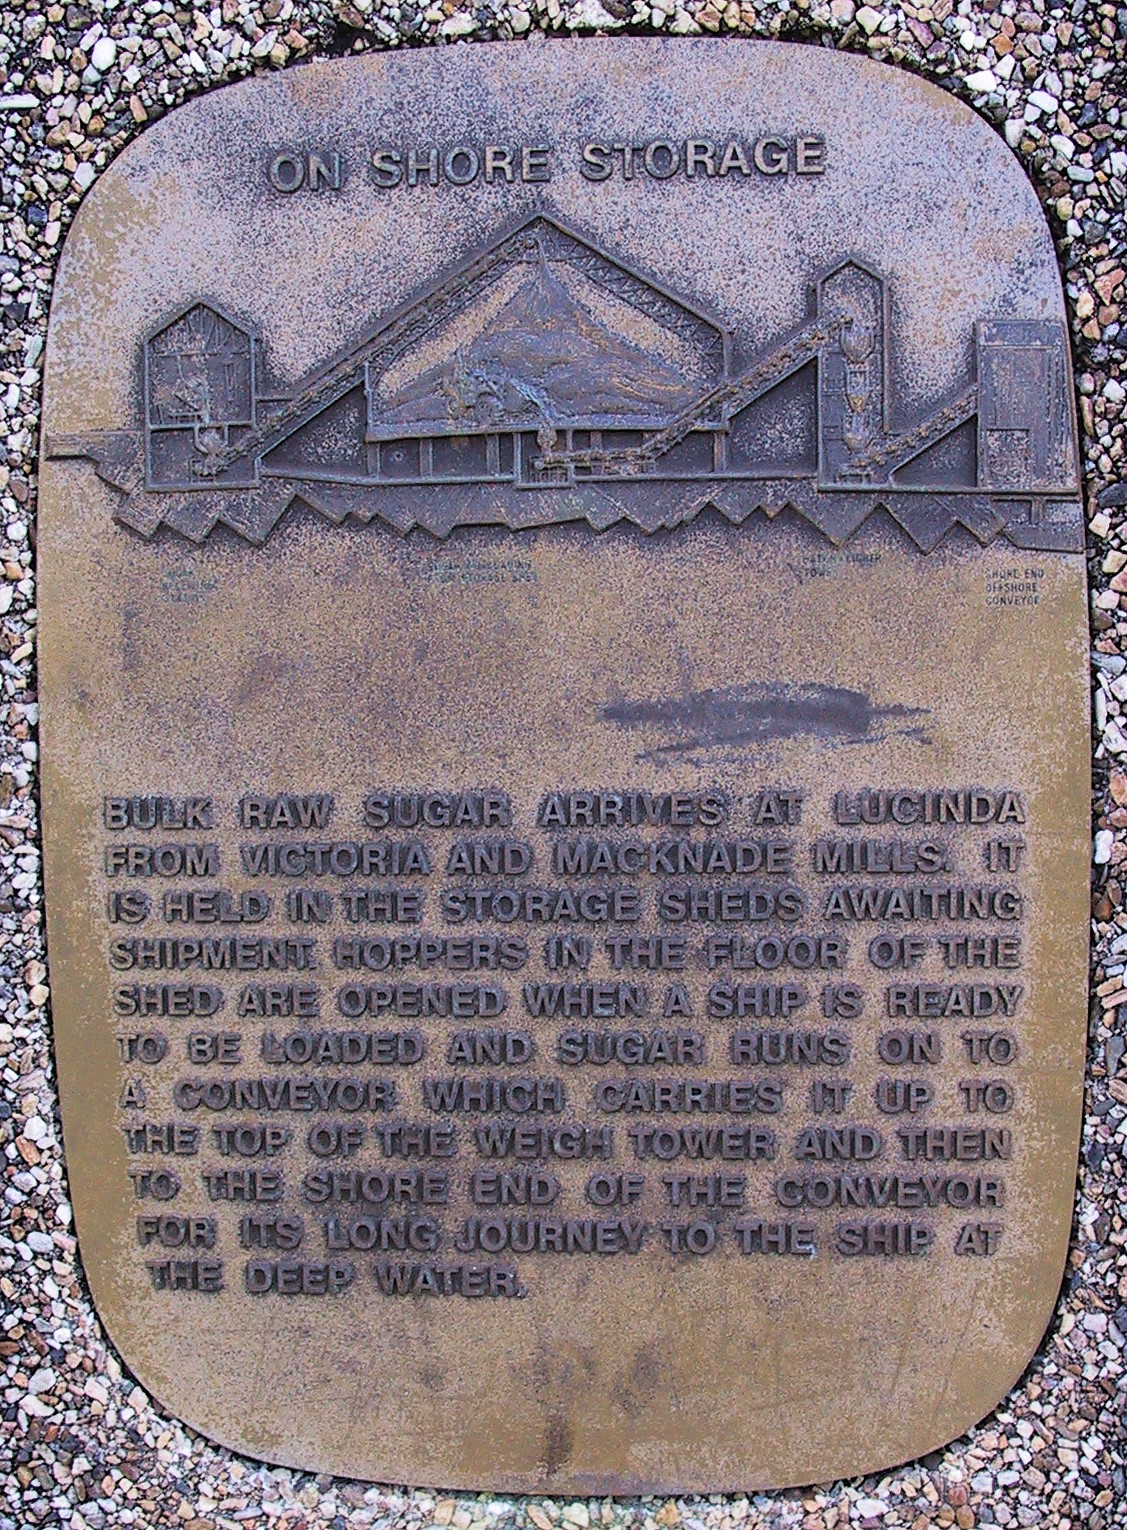 ON SHORE STORAGE
SHORE END
OFFSHORE
CONVEYOR
BULK RAW SUGAR ARRIVES AT LUCINDA
FROM VICTORIA AND MACKNADE MILLS. IT
IS HELD IN THE STORAGE SHEDS AWAITING
SHIPMENT. HOPPERS IN THE FLOOR OF THE
SHED ARE OPENED WHEN A SHIP IS READY
TO BE LOADED AND SUGAR RUNS ON TO
A CONVEYOR WHICH CARRIES IT UP TO
THE TOP OF THE WEIGH TOWER AND THEN
TO THE SHORE END OF THE CONVEYOR
FOR ITS LONG JOURNEY TO THE SHIP AT
THE DEEP WATER.